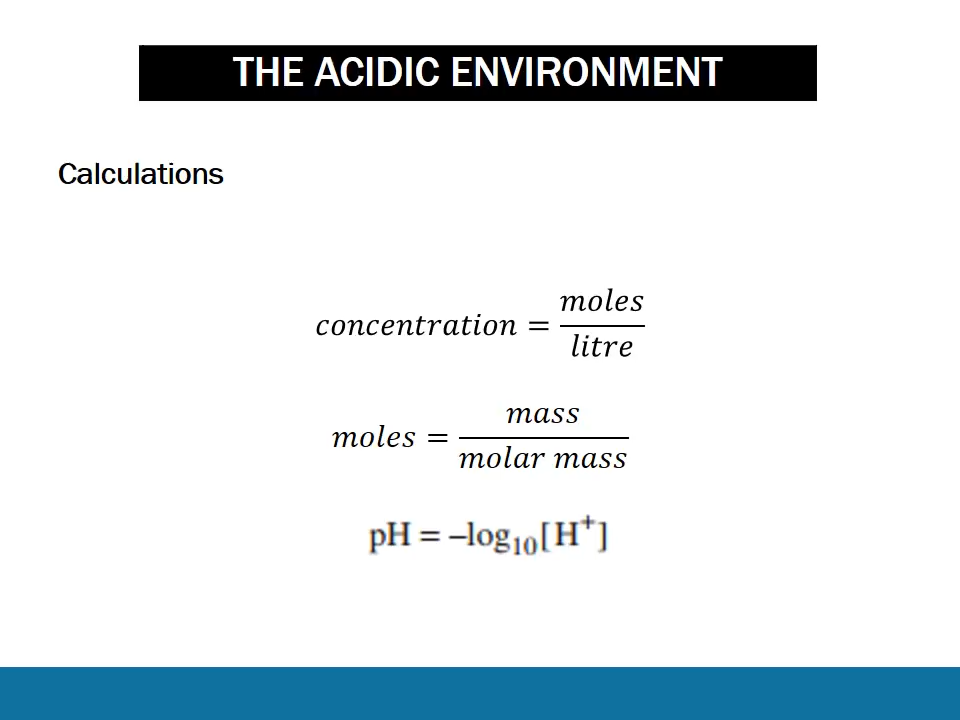 THE ACIDIC ENVIRONMENT
Calculations
concentration = moles / litre
moles = mass / molar mass
pH = –log₁₀[H⁺]